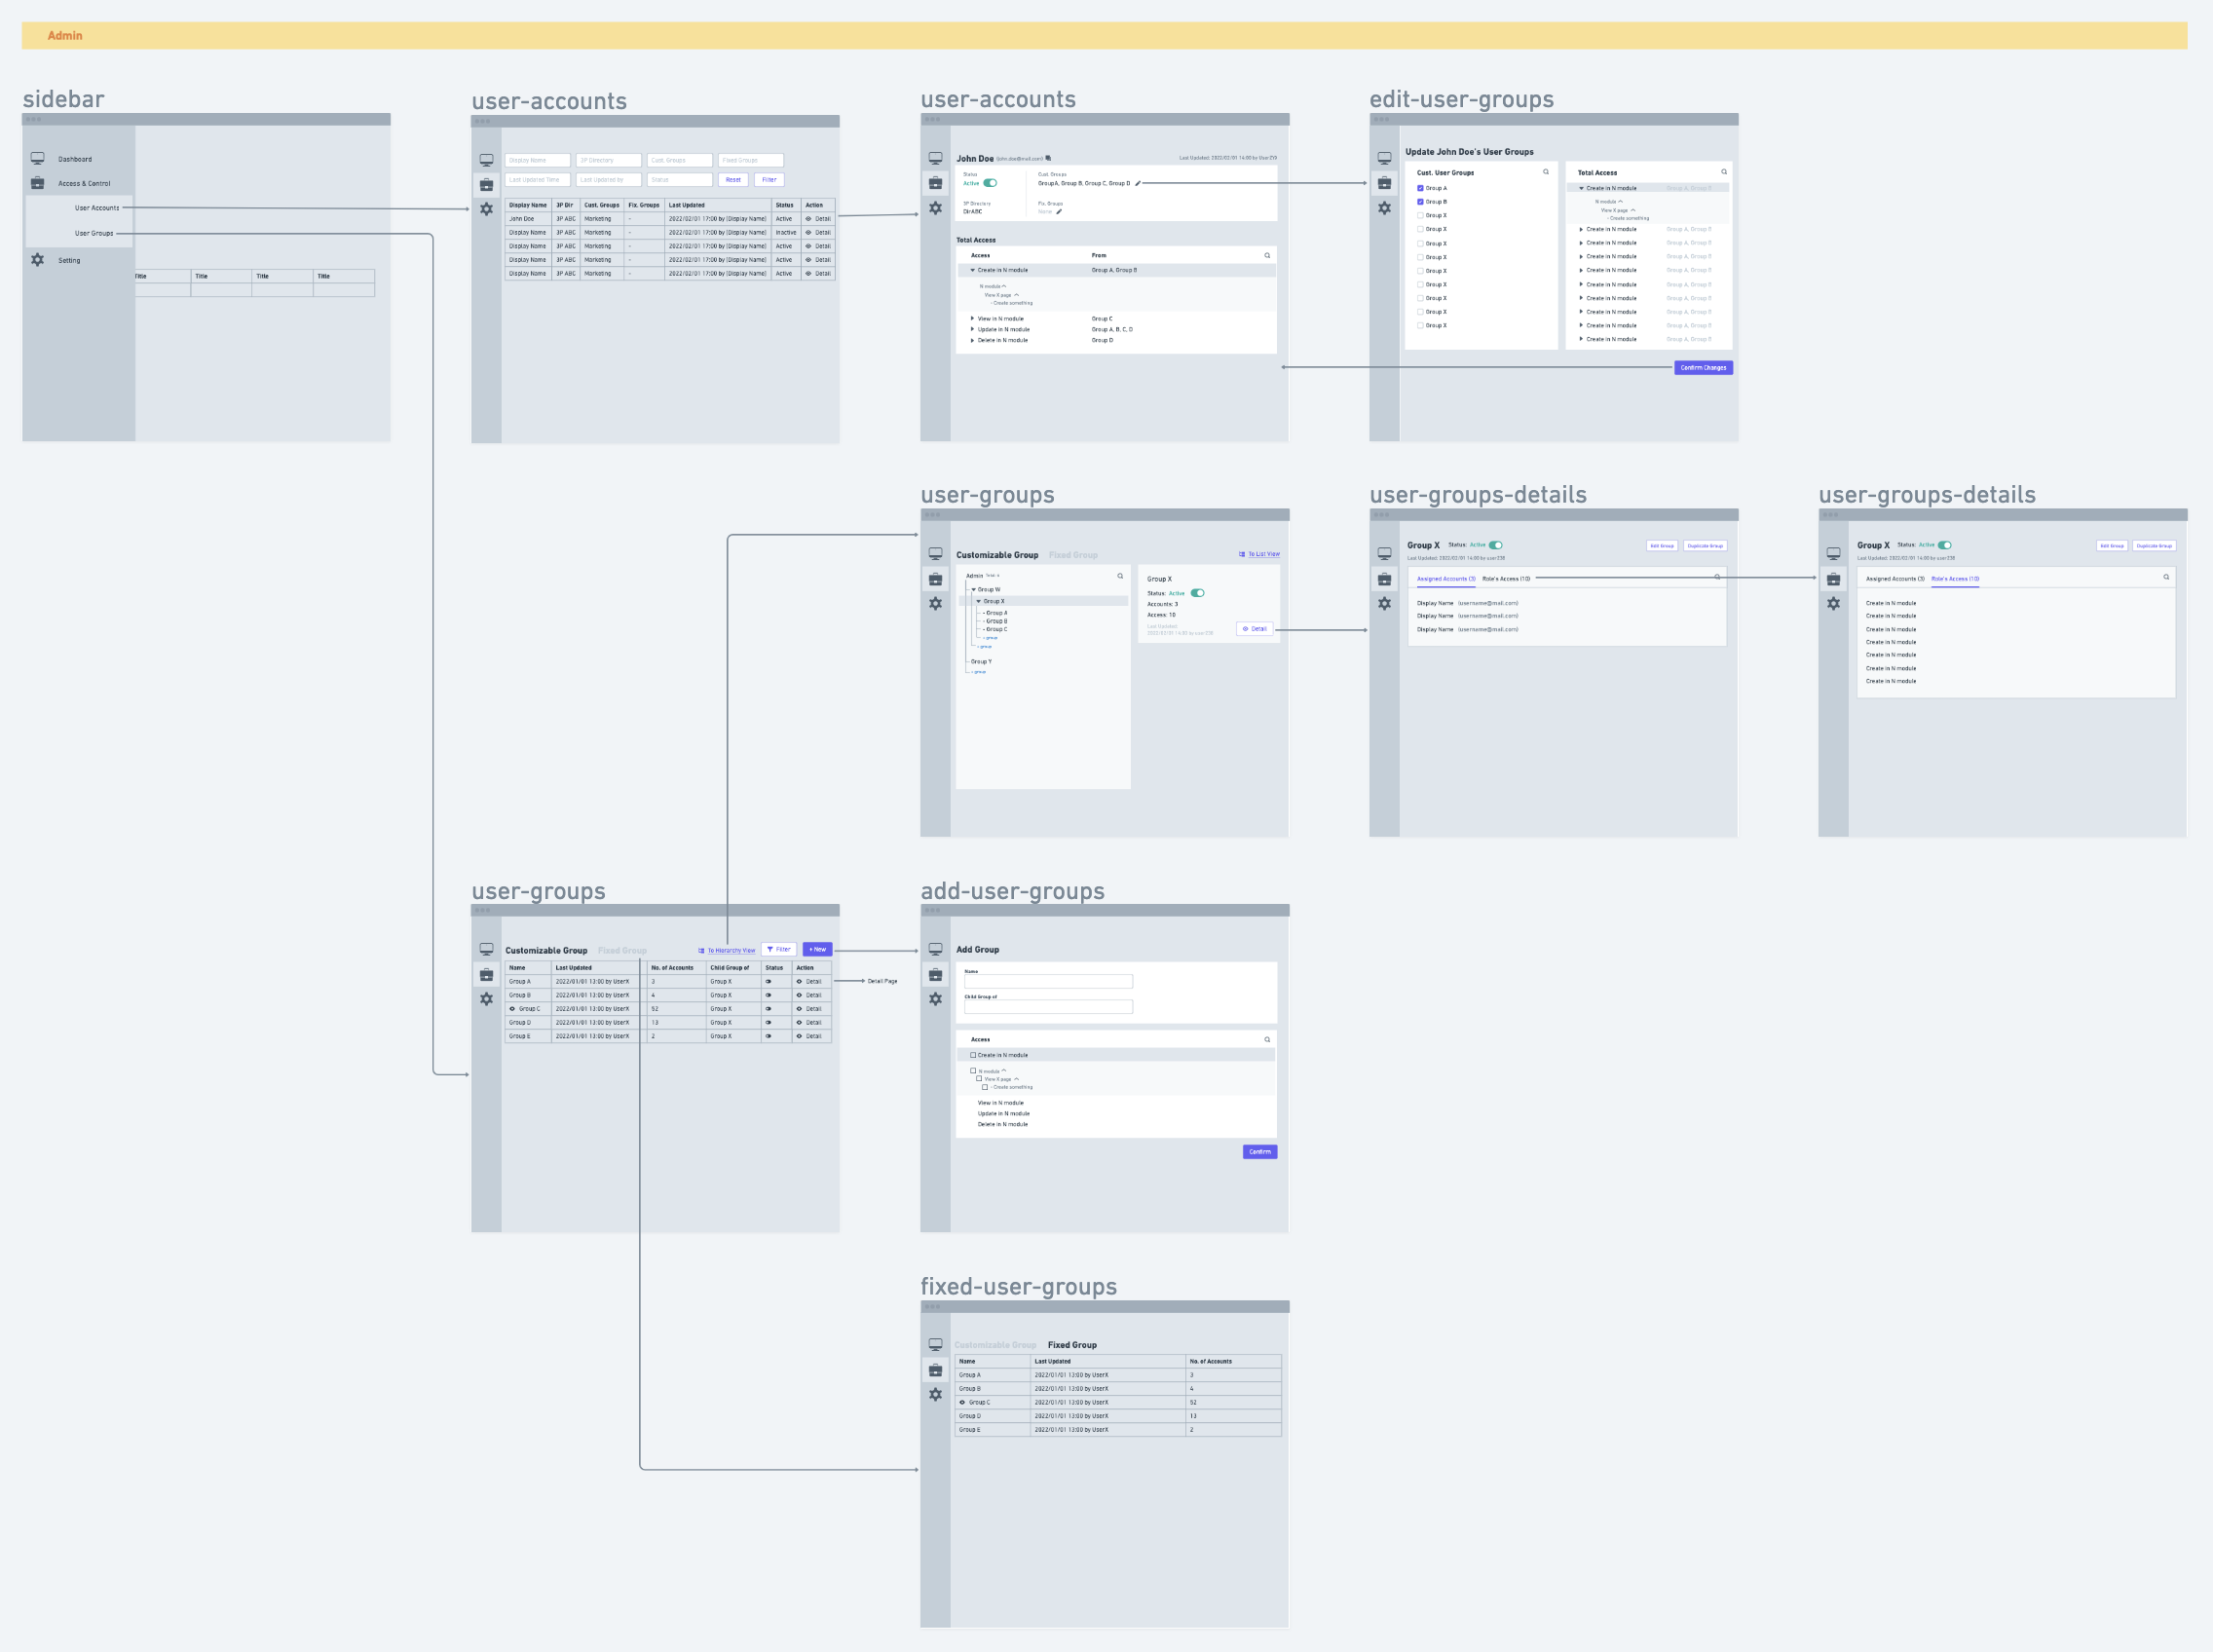 Admin
sidebar
Dashboard
Access & Control
User Accounts
User Groups
Setting
Title Title Title Title
user-accounts
Display Name 3P Directory Cust. Groups Fixed Groups
Last Updated Time Last Updated by Status Reset Filter
Display Name 3P Dir Cust. Groups Fix. Groups Last Updated Status Action
John Doe 3P ABC Marketing - 2022/02/01 17:00 by [Display Name] Active Detail
Display Name 3P ABC Marketing - 2022/02/01 17:00 by [Display Name] Inactive Detail
Display Name 3P ABC Marketing - 2022/02/01 17:00 by [Display Name] Active Detail
Display Name 3P ABC Marketing - 2022/02/01 17:00 by [Display Name] Active Detail
Display Name 3P ABC Marketing - 2022/02/01 17:00 by [Display Name] Active Detail
user-accounts
John Doe (john.doe@mail.com) Last Updated: 2022/02/01 14:00 by User
Status Cust. Groups
Active GroupA, Group B, Group C, Group D
3P Directory Fix. Groups
DirABC None
Total Access
Access From
Create in N module Group A, Group B
N module
View X page
- Create something
View in N module Group C
Update in N module Group A, B, C, D
Delete in N module Group D
edit-user-groups
Update John Doe's User Groups
Cust. User Groups
Group A
Group B
Group X
Group X
Group X
Group X
Group X
Group X
Group X
Group X
Group X
Total Access
Create in N module Group A, Group B
N module
View X page
- Create something
Create in N module Group A, Group B
Create in N module Group A, Group B
Create in N module Group A, Group B
Create in N module Group A, Group B
Create in N module Group A, Group B
Create in N module Group A, Group B
Create in N module Group A, Group B
Create in N module Group A, Group B
Create in N module Group A, Group B
Confirm Changes
user-groups
Customizable Group Fixed Group To List View
Admin
Group W
Group X
- Group A
- Group B
- Group C
+ group
+ group
Group Y
+ group
Group X
Status: Active
Accounts: 3
Access: 10
Last Updated:
2022/02/01 14:00 by user
Detail
user-groups-details
Group X Status: Active Edit Group Duplicate Group
Last Updated: 2022/02/01 14:00 by user
Assigned Accounts (3) Role's Access (10)
Display Name (username@mail.com)
Display Name (username@mail.com)
Display Name (username@mail.com)
user-groups-details
Group X Status: Active Edit Group Duplicate Group
Last Updated: 2022/02/01 14:00 by user
Assigned Accounts (3) Role's Access (10)
Create in N module
Create in N module
Create in N module
Create in N module
Create in N module
Create in N module
Create in N module
user-groups
Customizable Group Fixed Group To Hierarchy View Filter + New
Name Last Updated No. of Accounts Child Group of Status Action
Group A 2022/01/01 13:00 by UserX 3 Group X Detail
Group B 2022/01/01 13:00 by UserX 4 Group X Detail
Group C 2022/01/01 13:00 by UserX 52 Group X Detail
Group D 2022/01/01 13:00 by UserX 13 Group X Detail
Group E 2022/01/01 13:00 by UserX 2 Group X Detail
Detail Page
add-user-groups
Add Group
Name
Child Group of
Access
Create in N module
N module
View X page
- Create something
View in N module
Update in N module
Delete in N module
Confirm
fixed-user-groups
Customizable Group Fixed Group
Name Last Updated No. of Accounts
Group A 2022/01/01 13:00 by UserX 3
Group B 2022/01/01 13:00 by UserX 4
Group C 2022/01/01 13:00 by UserX 52
Group D 2022/01/01 13:00 by UserX 13
Group E 2022/01/01 13:00 by UserX 2